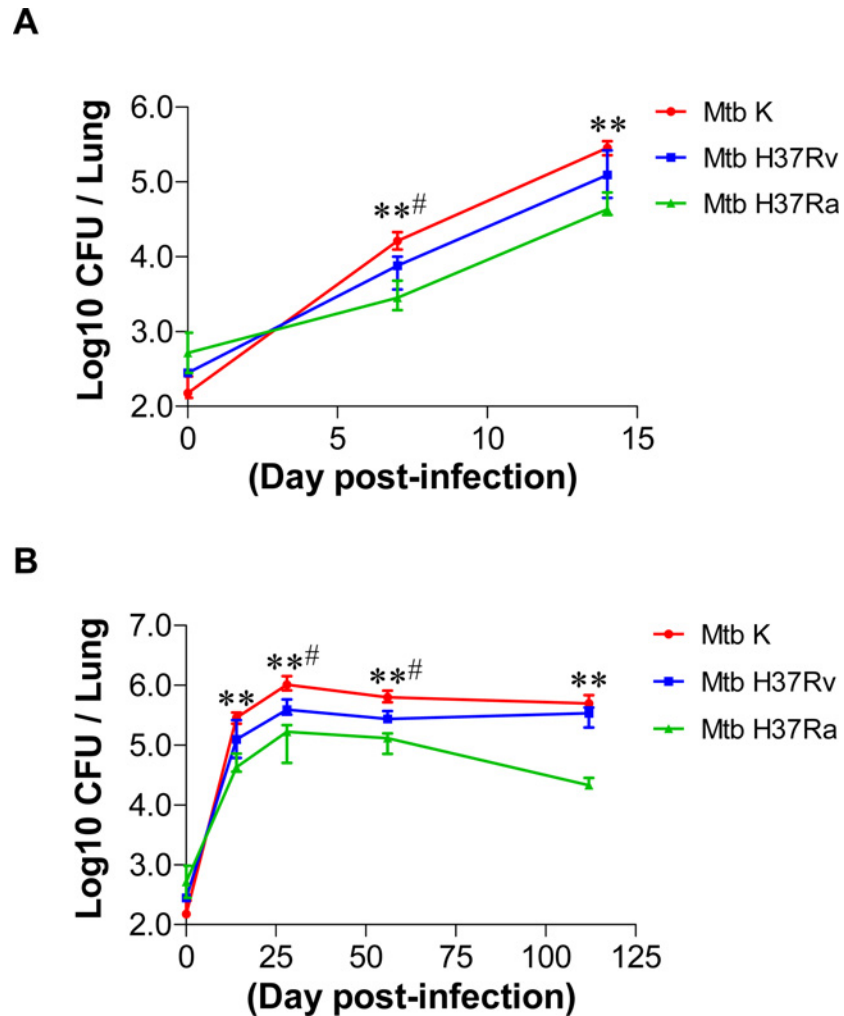 A
Log10 CFU / Lung
6.0
5.0
4.0
3.0
2.0
**#
**
0 5 10 15
(Day post-infection)
Mtb K
Mtb H37Rv
Mtb H37Ra
B
Log10 CFU / Lung
7.0
6.0
5.0
4.0
3.0
2.0
**
**#
**#
**
0 25 50 75 100 125
(Day post-infection)
Mtb K
Mtb H37Rv
Mtb H37Ra